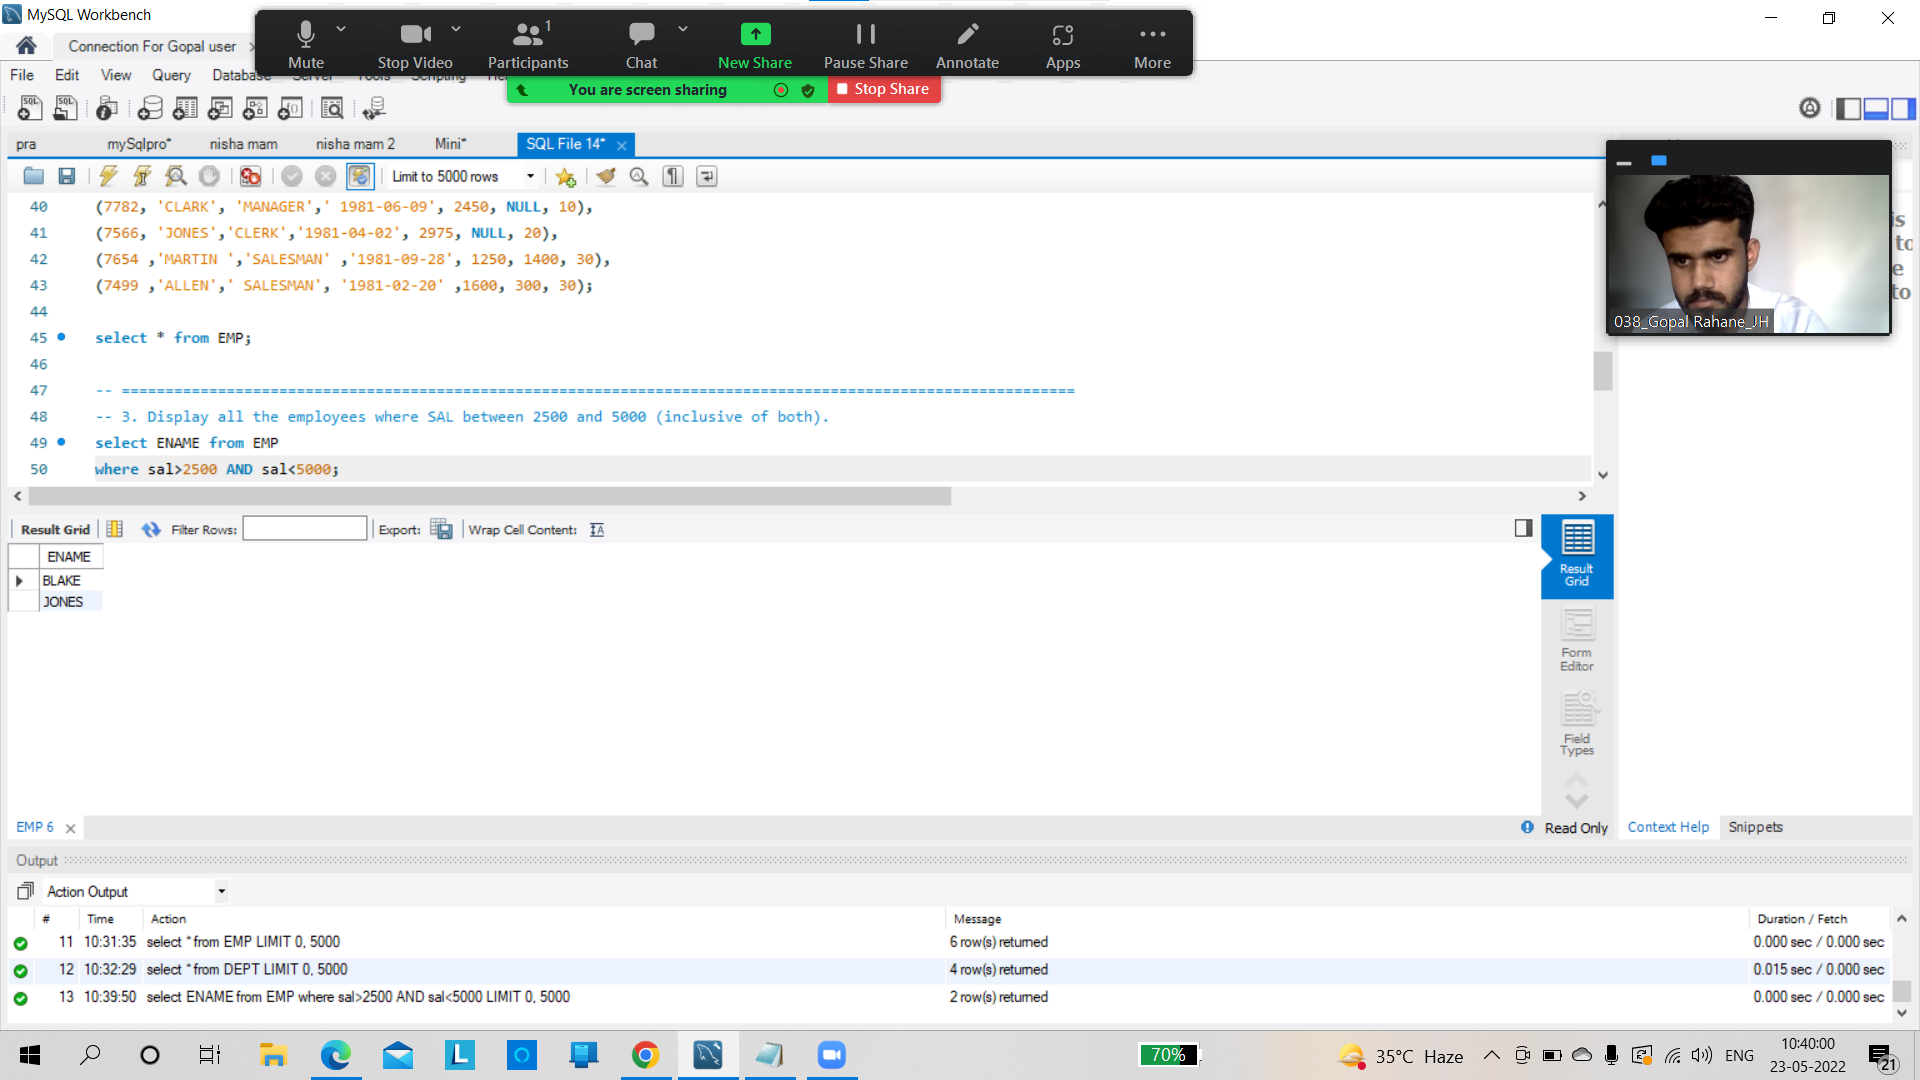 MySQL Workbench
Connection For Gopal user
Mute
Stop Video
Participants
1
Chat
New Share
Pause Share
Annotate
Apps
More
You are screen sharing
Stop Share
File Edit View Query Database
pra
mySqlpro*
nisha mam
nisha mam 2
Mini*
SQL File 14*
Limit to 5000 rows
40 (7782, 'CLARK', 'MANAGER',' 1981-06-09', 2450, NULL, 10),
41 (7566, 'JONES','CLERK','1981-04-02', 2975, NULL, 20),
42 (7654 ,'MARTIN ','SALESMAN' ,'1981-09-28', 1250, 1400, 30),
43 (7499 ,'ALLEN',' SALESMAN', '1981-02-20' ,1600, 300, 30);
44
45 select * from EMP;
46
47 -- =============================================================================================================
48 -- 3. Display all the employees where SAL between 2500 and 5000 (inclusive of both).
49 select ENAME from EMP
50 where sal>2500 AND sal<5000;
038_Gopal Rahane_JH
is
to
e
to
Result Grid
Filter Rows:
Export:
Wrap Cell Content:
ENAME
BLAKE
JONES
Result
Grid
Form
Editor
Field
Types
EMP 6
Read Only
Context Help
Snippets
Output
Action Output
# Time Action Message Duration / Fetch
11 10:31:35 select * from EMP LIMIT 0, 5000 6 row(s) returned 0.000 sec / 0.000 sec
12 10:32:29 select * from DEPT LIMIT 0, 5000 4 row(s) returned 0.015 sec / 0.000 sec
13 10:39:50 select ENAME from EMP where sal>2500 AND sal<5000 LIMIT 0, 5000 2 row(s) returned 0.000 sec / 0.000 sec
70%
35°C Haze
ENG
10:40:00
23-05-2022
21